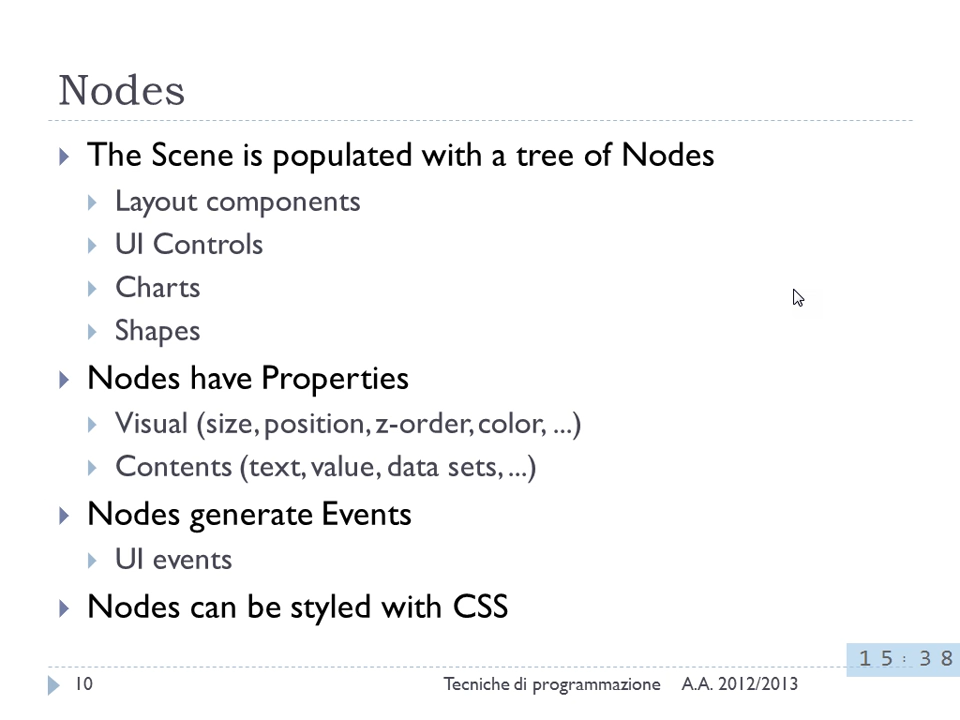 Nodes
The Scene is populated with a tree of Nodes
Layout components
UI Controls
Charts
Shapes
Nodes have Properties
Visual (size, position, z-order, color, ...)
Contents (text, value, data sets, ...)
Nodes generate Events
UI events
Nodes can be styled with CSS
15:38
10 Tecniche di programmazione A.A. 2012/2013